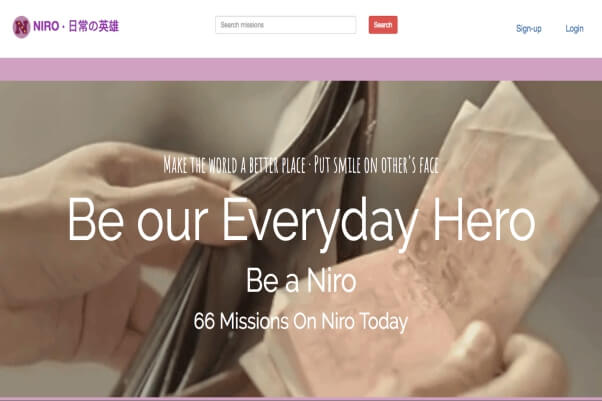 NIRO · 日常の英雄
Search missions
Search
Sign-up
Login
Make the world a better place · Put smile on other's face
Be our Everyday Hero
Be a Niro
66 Missions On Niro Today